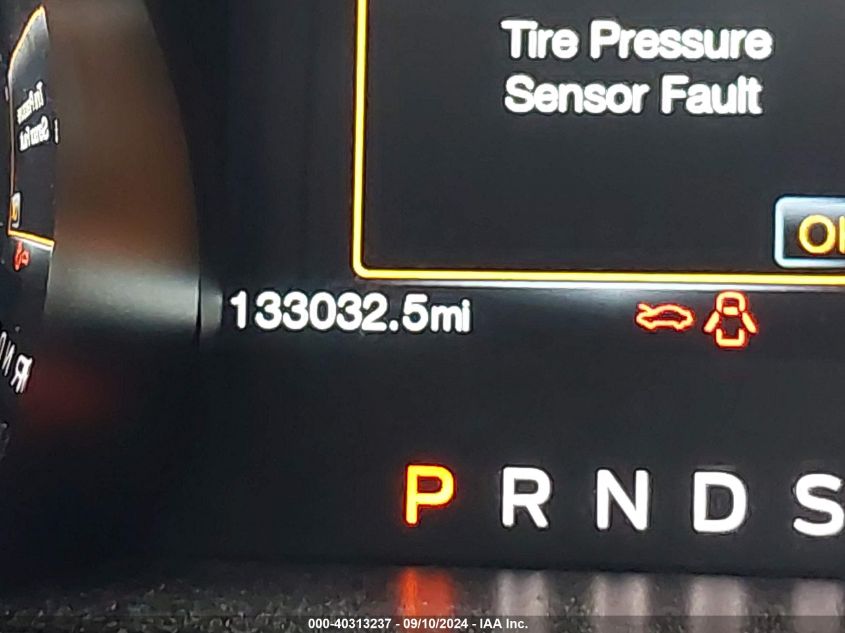 Tire Pressure
Sensor Fault
133032.5mi
P R N D S
000-40313237 - 09/10/2024 - IAA Inc.